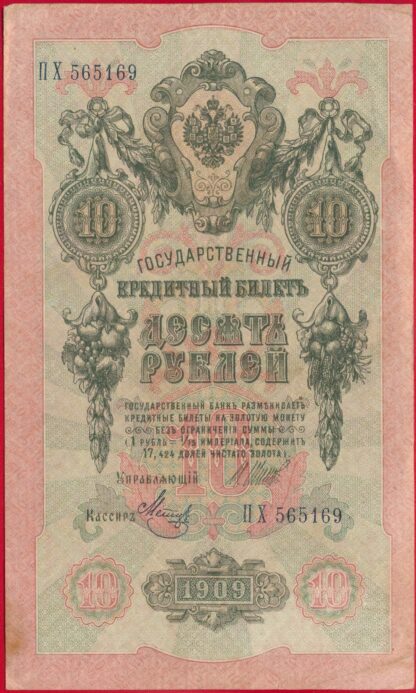 ПХ 565169
10 10
ГОСУДАРСТВЕННЫЙ
КРЕДИТНЫЙ БИЛЕТЪ
ДЕСЯТЬ
РУБЛЕЙ
ГОСУДАРСТВЕННЫЙ БАНКЪ РАЗМѢНИВАЕТЪ
КРЕДИТНЫЕ БИЛЕТЫ НА ЗОЛОТУЮ МОНЕТУ
БЕЗЪ ОГРАНИЧЕНІЯ СУММЫ
(1 РУБЛЬ = 1/15 ИМПЕРІАЛА, СОДЕРЖИТЪ
17,424 ДОЛЕЙ ЧИСТАГО ЗОЛОТА).
10
УПРАВЛЯЮЩІЙ
КАССИРЪ
ПХ 565169
10 1909 10